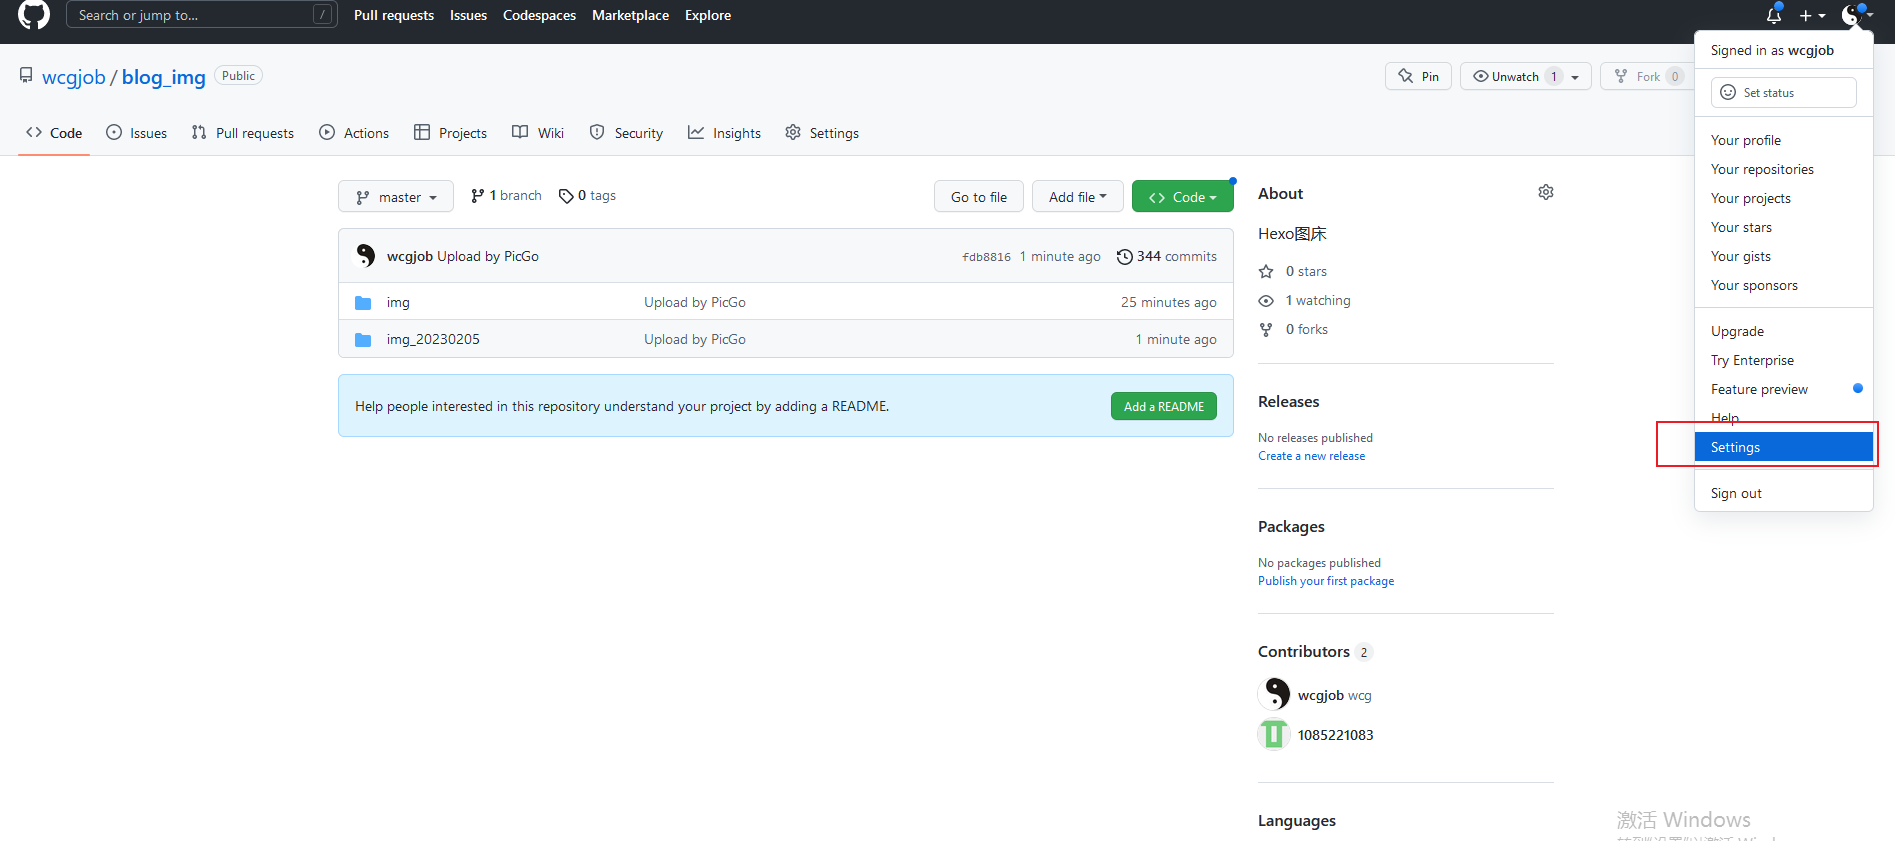 Search or jump to... /
Pull requests Issues Codespaces Marketplace Explore
Signed in as wcgjob
wcgjob / blog_img Public
Pin Unwatch 1 Fork 0
Set status
Code Issues Pull requests Actions Projects Wiki Security Insights Settings
Your profile
Your repositories
Your projects
Your stars
Your gists
Your sponsors
Upgrade
Try Enterprise
Feature preview
Help
Settings
Sign out
master 1 branch 0 tags Go to file Add file Code
wcgjob Upload by PicGo fdb8816 1 minute ago 344 commits
img Upload by PicGo 25 minutes ago
img_20230205 Upload by PicGo 1 minute ago
Help people interested in this repository understand your project by adding a README. Add a README
About
Hexo图床
0 stars
1 watching
0 forks
Releases
No releases published
Create a new release
Packages
No packages published
Publish your first package
Contributors 2
wcgjob wcg
1085221083
Languages
激活 Windows